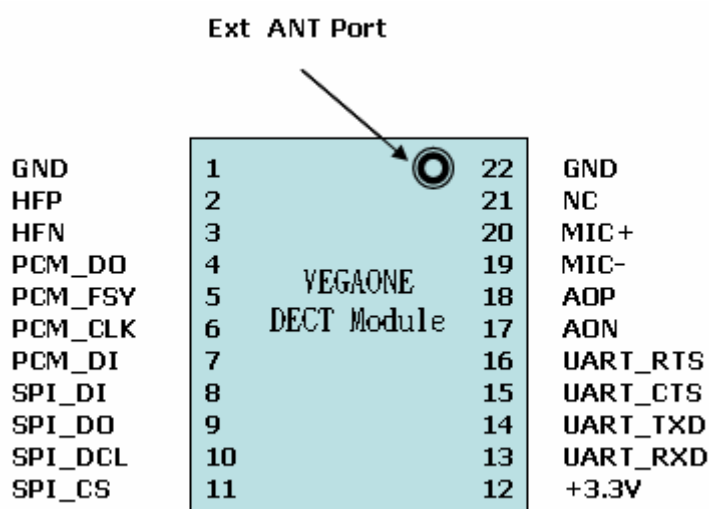 Ext ANT Port
GND 1 22 GND
HFP 2 21 NC
HFN 3 20 MIC+
PCM_DO 4 19 MIC-
PCM_FSY 5 18 AOP
PCM_CLK 6 17 AON
PCM_DI 7 16 UART_RTS
SPI_DI 8 15 UART_CTS
SPI_DO 9 14 UART_TXD
SPI_DCL 10 13 UART_RXD
SPI_CS 11 12 +3.3V
VEGAONE
DECT Module